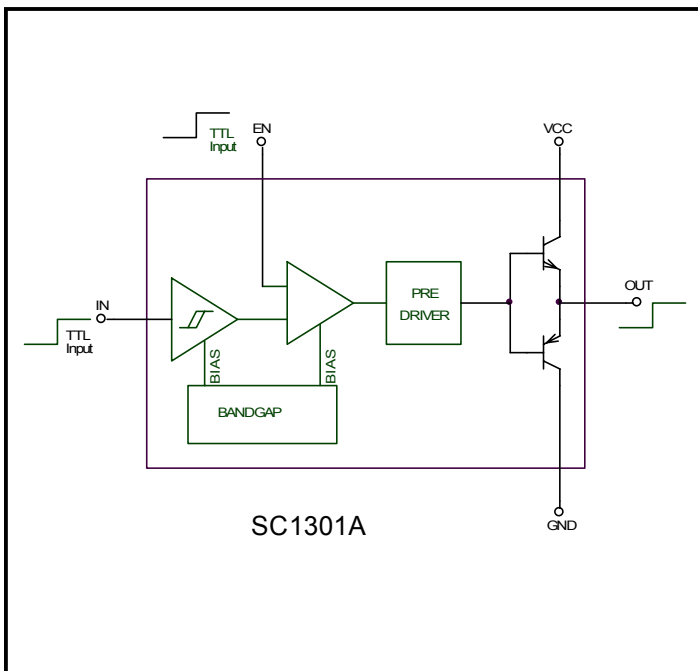 TTL
Input
EN
VCC
IN
TTL
Input
PRE
DRIVER
OUT
BIAS
BIAS
BANDGAP
GND
SC1301A